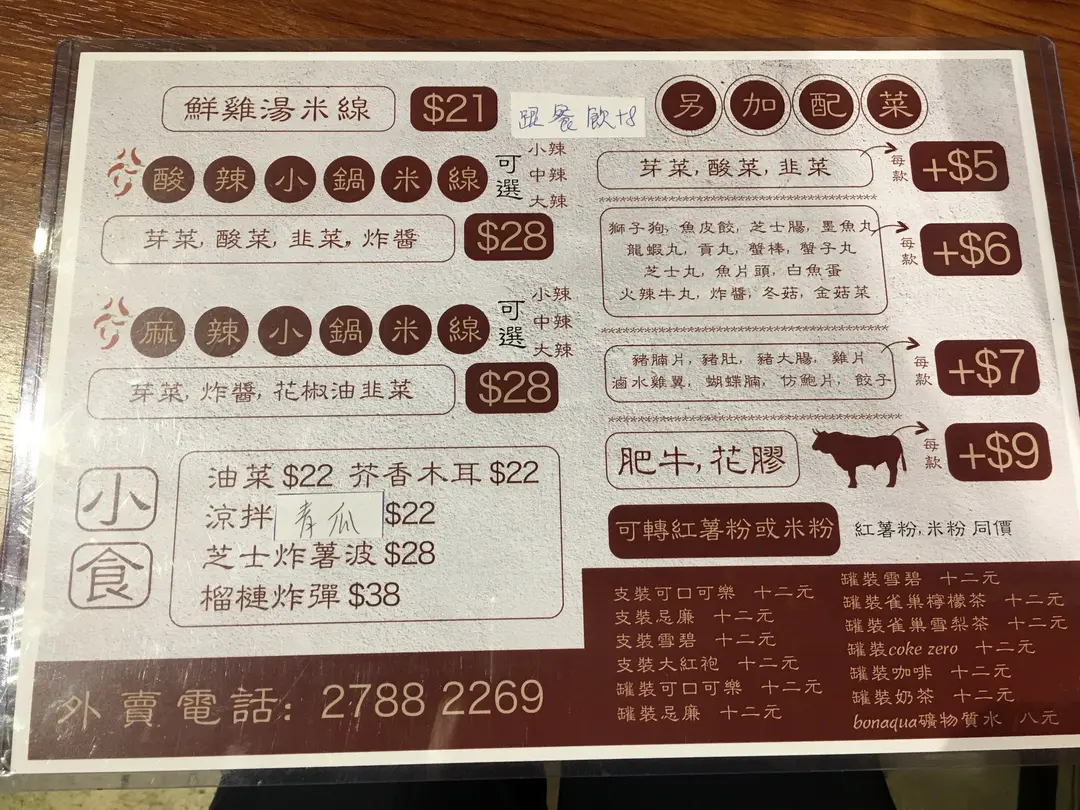 鮮雞湯米線 $21
跟餐飲+8
酸辣小鍋米線 可選 小辣 中辣 大辣
芽菜, 酸菜, 韭菜, 炸醬 $28
麻辣小鍋米線 可選 小辣 中辣 大辣
芽菜, 炸醬, 花椒油韭菜 $28
小食
油菜 $22 芥香木耳 $22
涼拌 青瓜 $22
芝士炸薯波 $28
榴槤炸彈 $38
外賣電話: 2788 2269
另加配菜
芽菜, 酸菜, 韭菜 每款 +$5
獅子狗, 魚皮餃, 芝士腸, 墨魚丸
龍蝦丸, 貢丸, 蟹棒, 蟹子丸
芝士丸, 魚片頭, 白魚蛋
火辣牛丸, 炸醬, 冬菇, 金菇菜
每款 +$6
豬腩片, 豬肚, 豬大腸, 雞片
滷水雞翼, 蝴蝶腩, 仿鮑片, 餃子
每款 +$7
肥牛, 花膠 每款 +$9
可轉紅薯粉或米粉 紅薯粉, 米粉 同價
支裝可口可樂 十二元
支裝忌廉 十二元
支裝雪碧 十二元
支裝大紅袍 十二元
罐裝可口可樂 十二元
罐裝忌廉 十二元
罐裝雪碧 十二元
罐裝雀巢檸檬茶 十二元
罐裝雀巢雪梨茶 十二元
罐裝coke zero 十二元
罐裝咖啡 十二元
罐裝奶茶 十二元
bonaqua礦物質水 八元